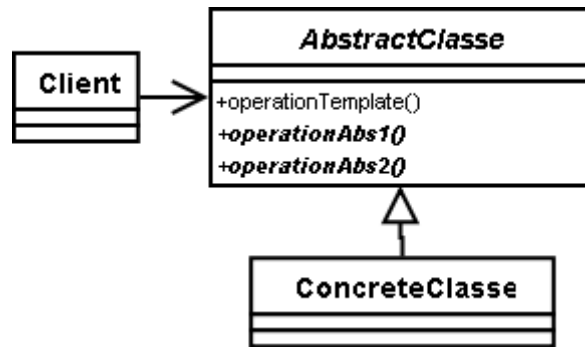 AbstractClasse
Client
+operationTemplate()
+operationAbs1()
+operationAbs2()
ConcreteClasse